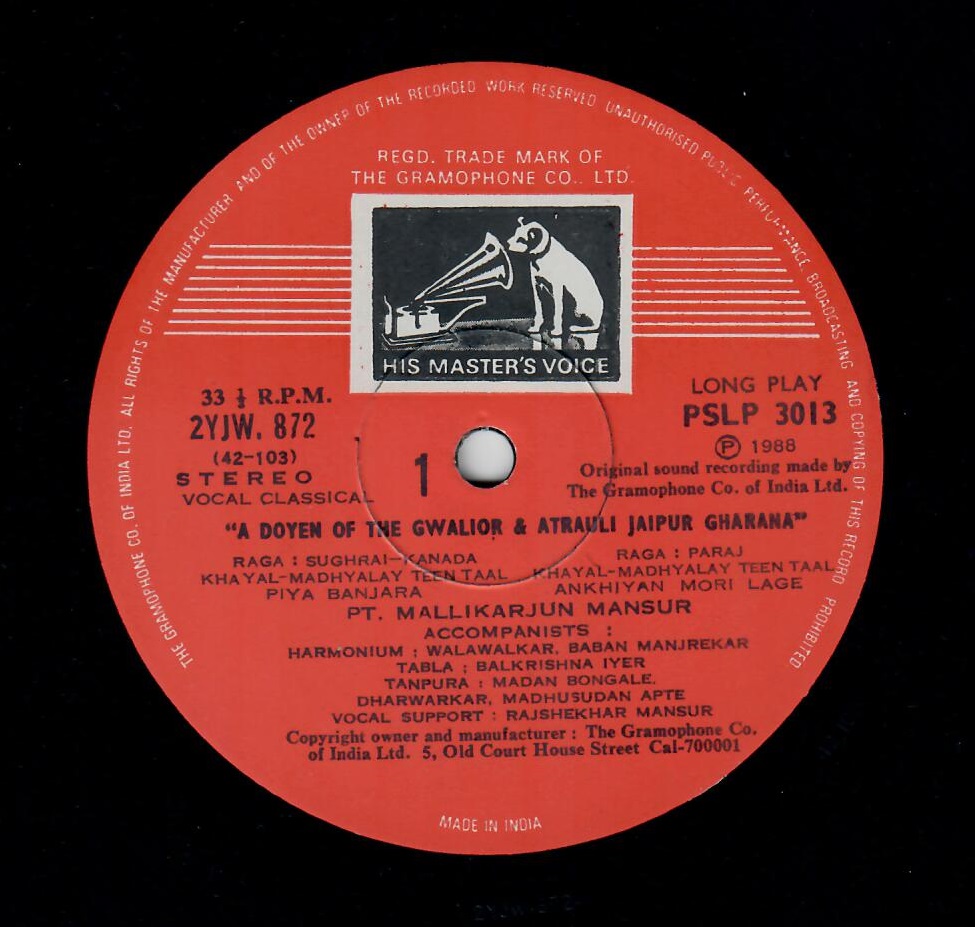 THE GRAMOPHONE CO. OF INDIA LTD. ALL RIGHTS OF THE MANUFACTURER AND OF THE OWNER OF THE RECORDED WORK RESERVED UNAUTHORISED PUBLIC PERFORMANCE BROADCASTING AND COPYING OF THIS RECORD PROHIBITED
REGD. TRADE MARK OF
THE GRAMOPHONE CO., LTD.
HIS MASTER'S VOICE
33 ⅓ R.P.M.
2YJW. 872
(42-103)
STEREO
VOCAL CLASSICAL
1
LONG PLAY
PSLP 3013
Ⓟ 1988
Original sound recording made by
The Gramophone Co. of India Ltd.
"A DOYEN OF THE GWALIOR & ATRAULI JAIPUR GHARANA"
RAGA : SUGHRAI-KANADA
KHAYAL-MADHYALAY TEEN TAAL
PIYA BANJARA
RAGA : PARAJ
KHAYAL-MADHYALAY TEEN TAAL
ANKHIYAN MORI LAGE
PT. MALLIKARJUN MANSUR
ACCOMPANISTS :
HARMONIUM : WALAWALKAR, BABAN MANJREKAR
TABLA : BALKRISHNA IYER
TANPURA : MADAN BONGALE.
DHARWARKAR, MADHUSUDAN APTE
VOCAL SUPPORT : RAJSHEKHAR MANSUR
Copyright owner and manufacturer : The Gramophone Co.
of India Ltd. 5, Old Court House Street Cal-700001
MADE IN INDIA